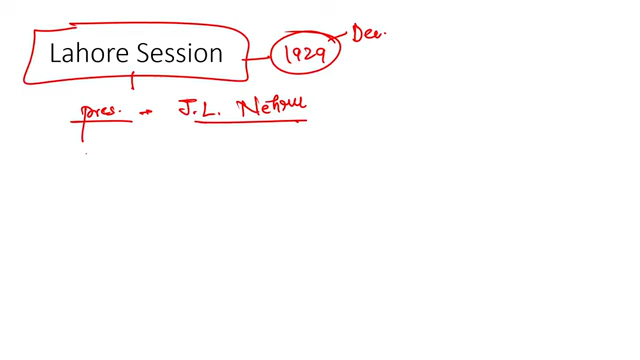 Lahore Session - 1929 Dec.
pres. - J.L. Nehru